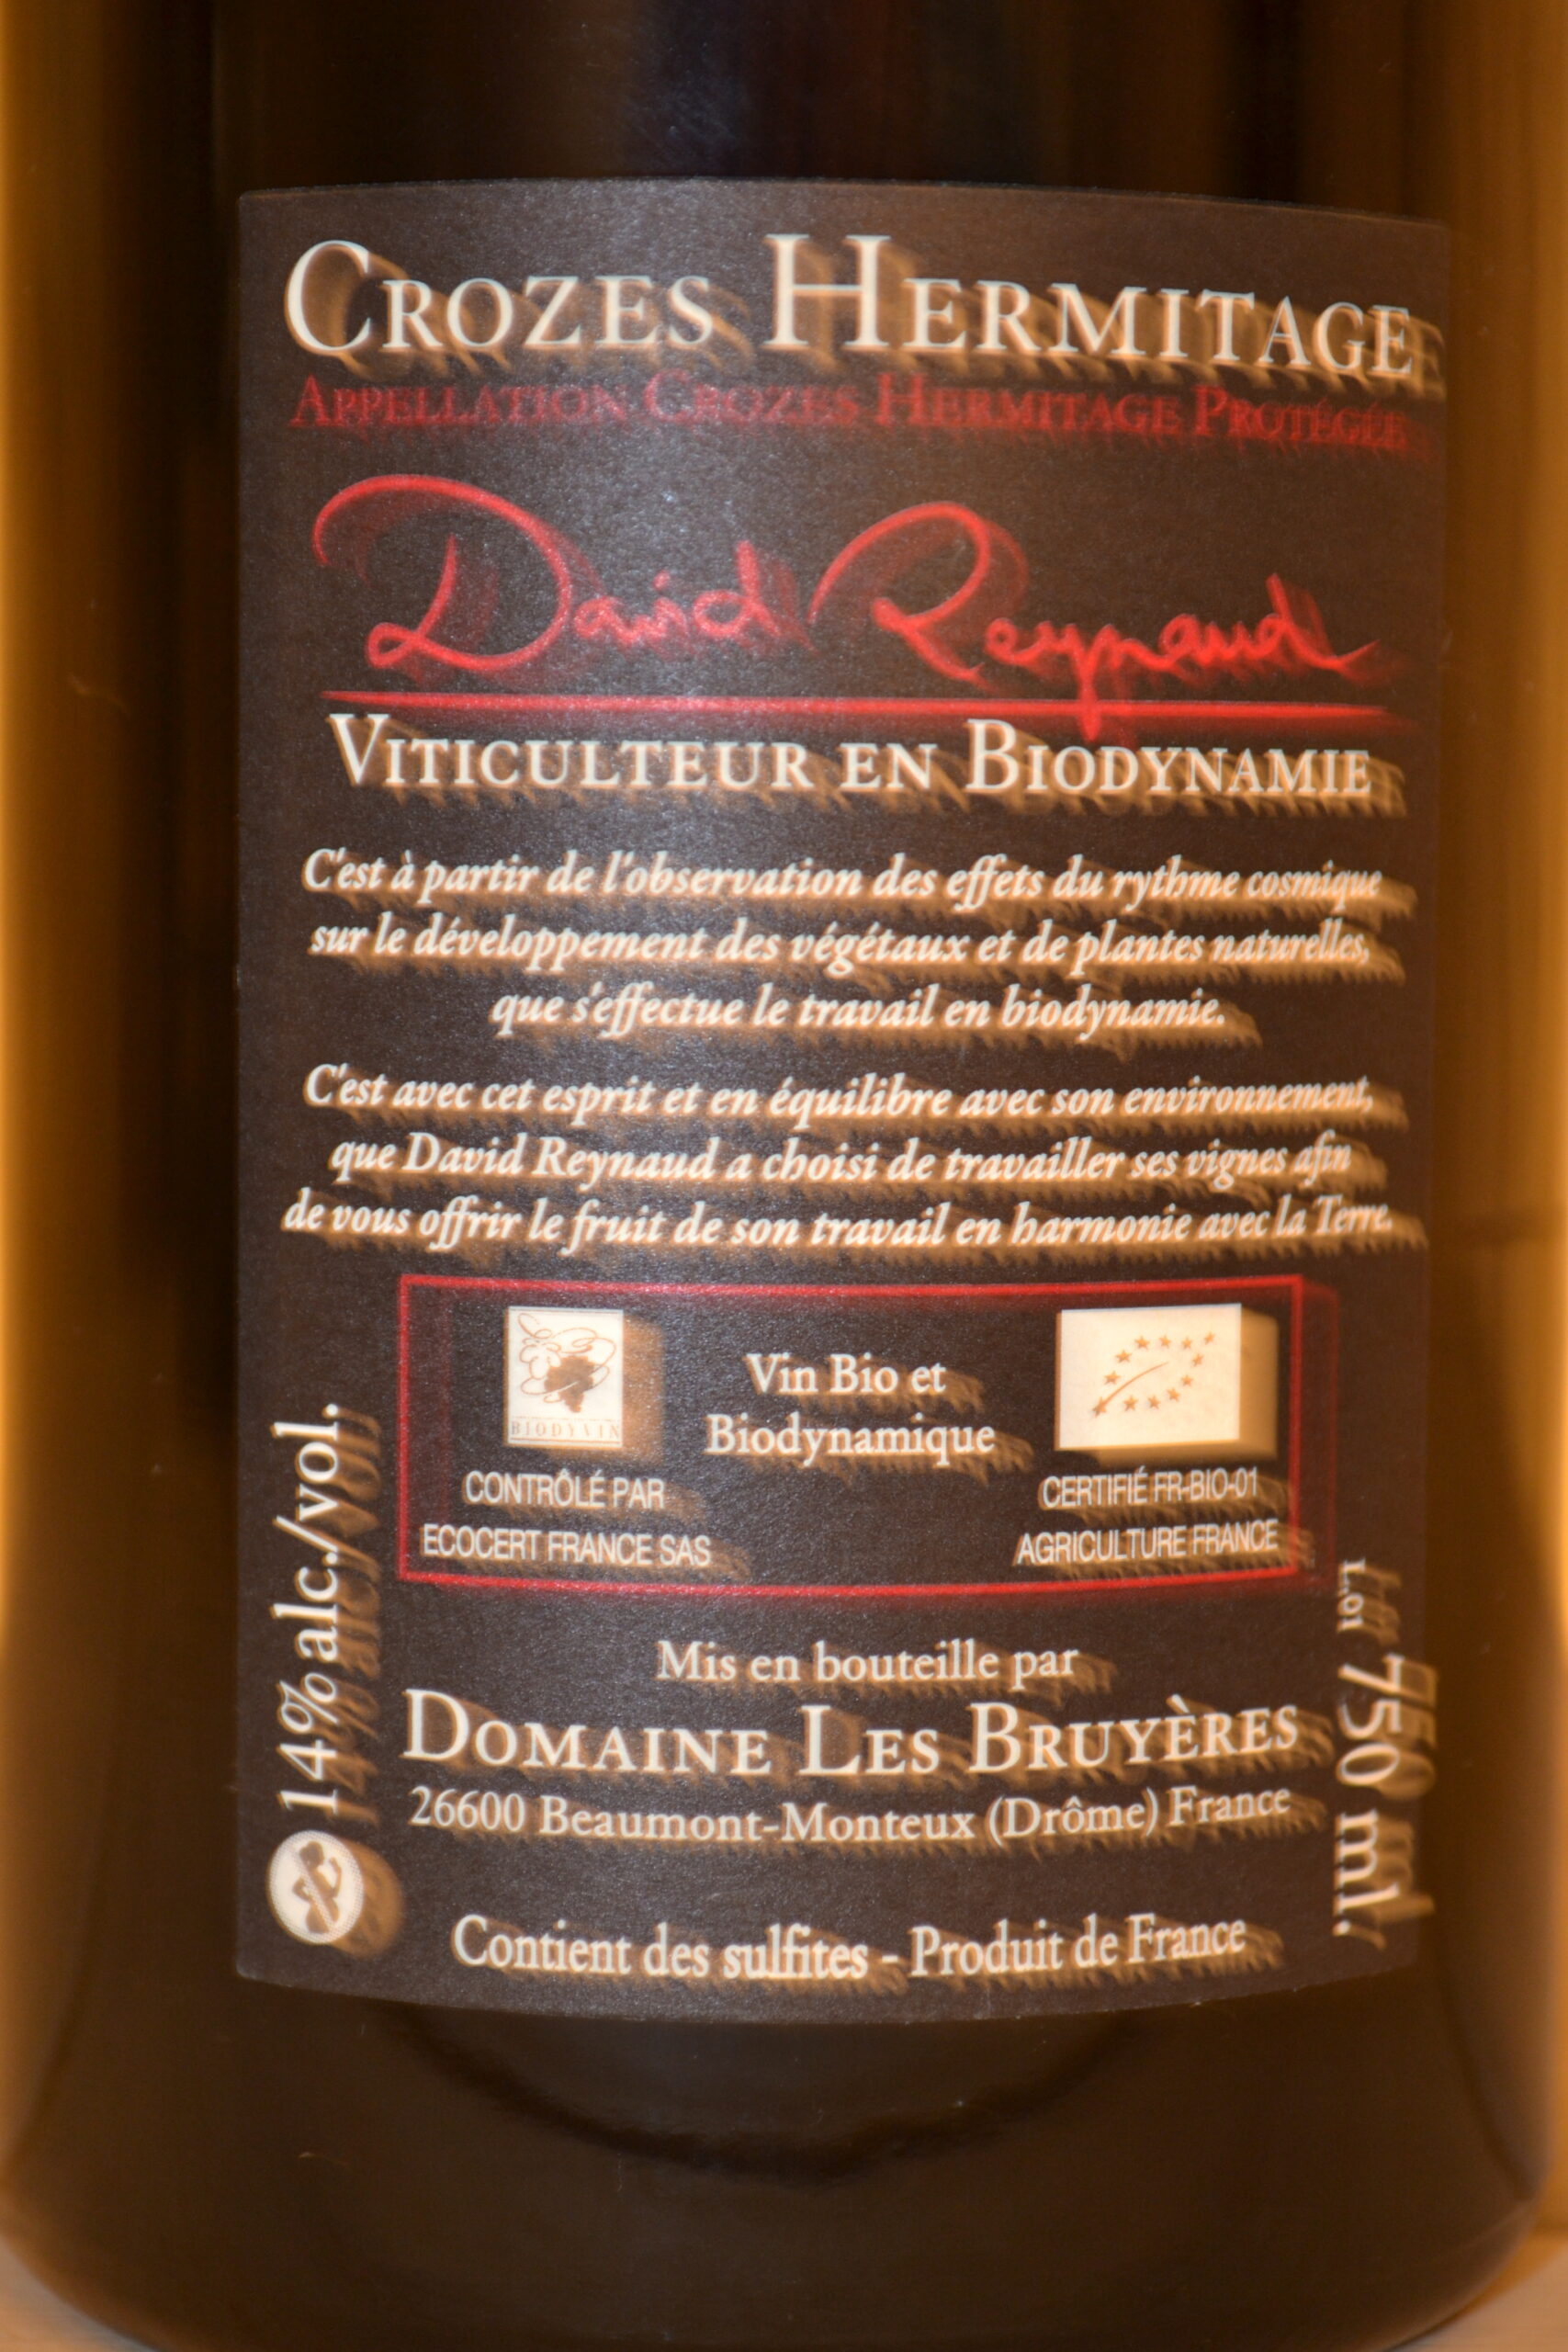 CROZES HERMITAGE
APPELLATION CROZES HERMITAGE PROTÉGÉE
David Reynaud
VITICULTEUR EN BIODYNAMIE
C'est à partir de l'observation des effets du rythme cosmique
sur le développement des végétaux et de plantes naturelles,
que s'effectue le travail en biodynamie.
C'est avec cet esprit et en équilibre avec son environnement,
que David Reynaud a choisi de travailler ses vignes afin
de vous offrir le fruit de son travail en harmonie avec la Terre.
BIODYVIN
Vin Bio et
Biodynamique
CONTRÔLÉ PAR
ECOCERT FRANCE SAS
CERTIFIÉ FR-BIO-01
AGRICULTURE FRANCE
14% alc./vol.
750 ml.
Mis en bouteille par
DOMAINE LES BRUYÈRES
26600 Beaumont-Monteux (Drôme) France
Contient des sulfites - Produit de France